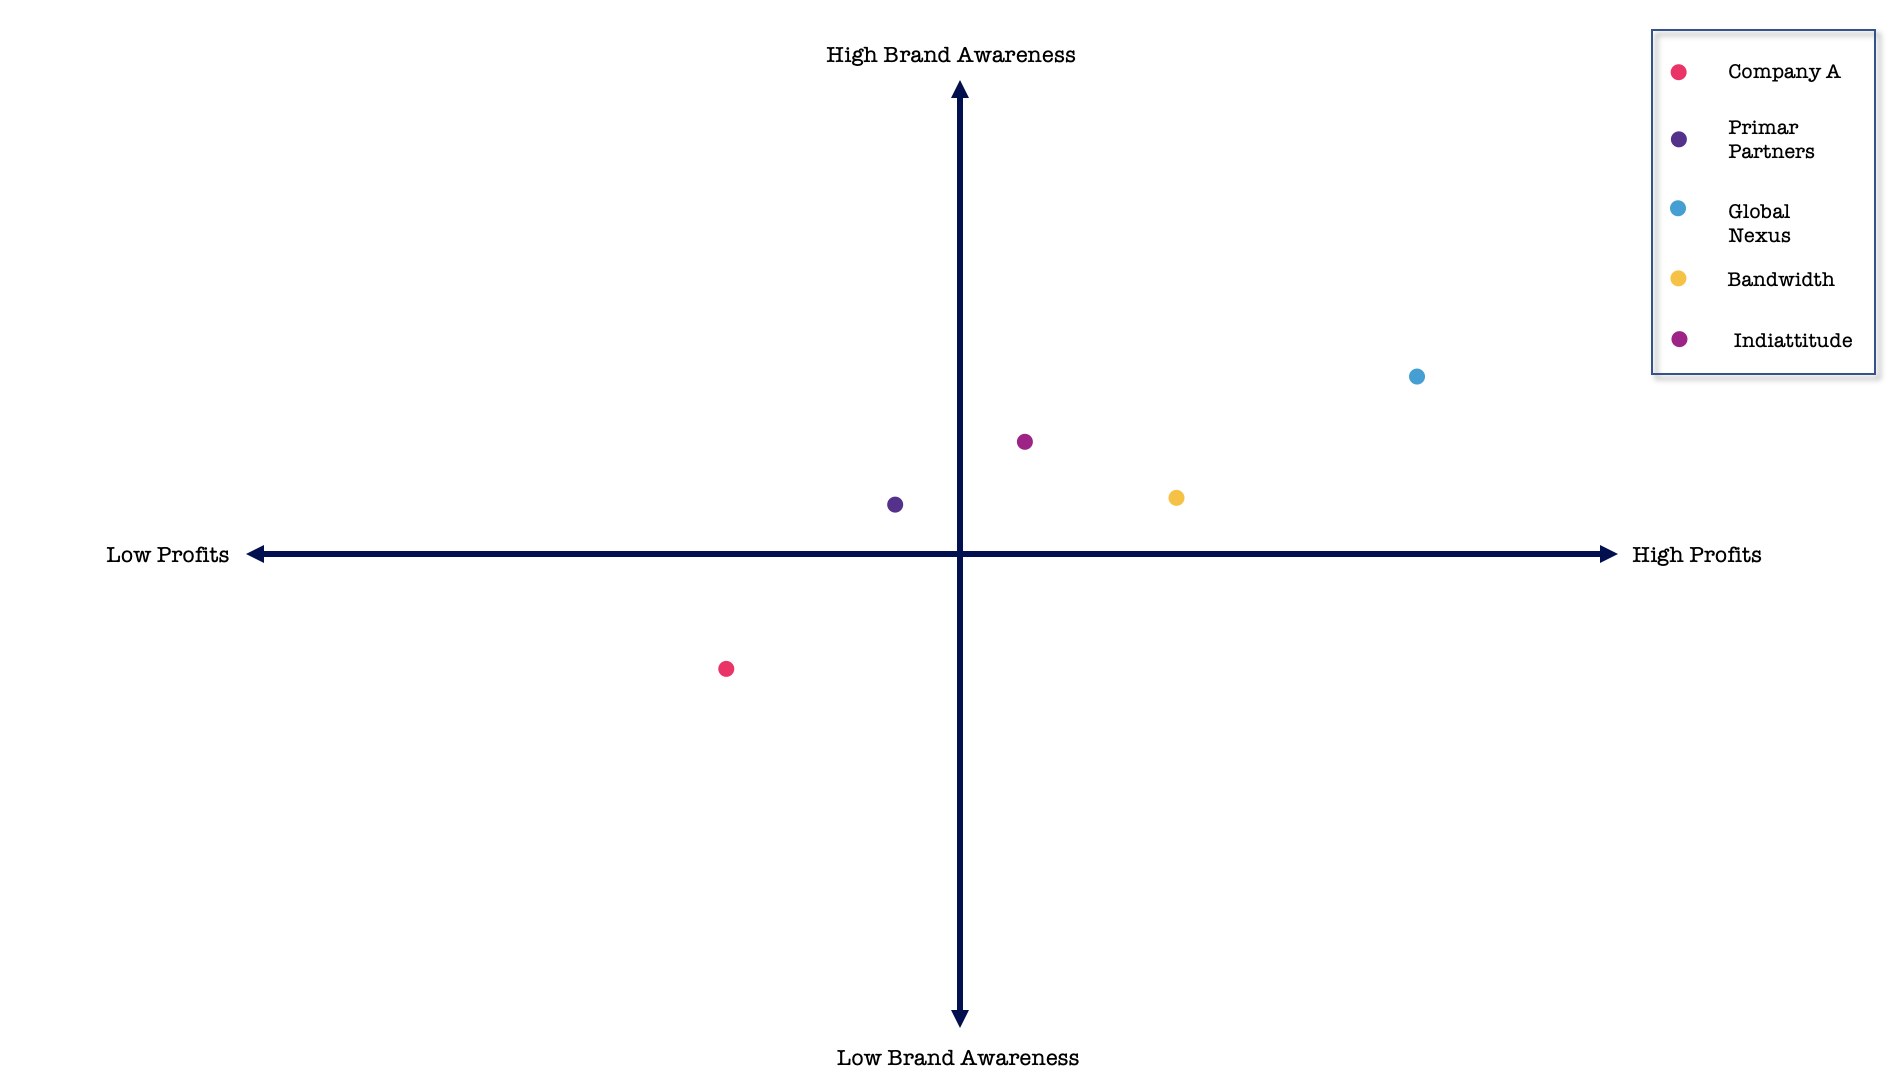 High Brand Awareness
Company A
Primar
Partners
Global
Nexus
Bandwidth
Indiattitude
Low Profits
High Profits
Low Brand Awareness